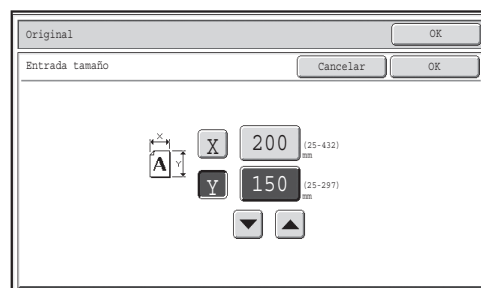 Original OK
Entrada tamaño Cancelar OK
X
A Y
X 200 (25-432)
mm
Y 150 (25-297)
mm